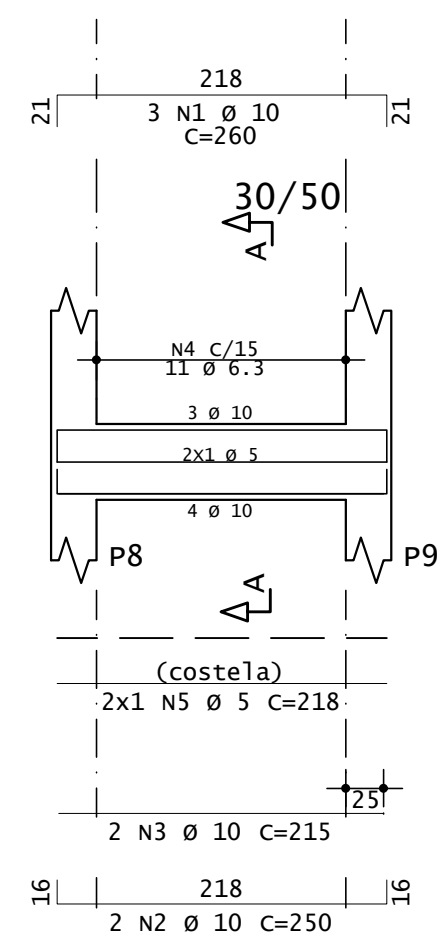 218
21
21
3 N1 Ø 10
C=260
30/50
A
N4 C/15
11 Ø 6.3
3 Ø 10
2X1 Ø 5
4 Ø 10
P8
P9
A
(costela)
2x1 N5 Ø 5 C=218
25
2 N3 Ø 10 C=215
16
218
16
2 N2 Ø 10 C=250